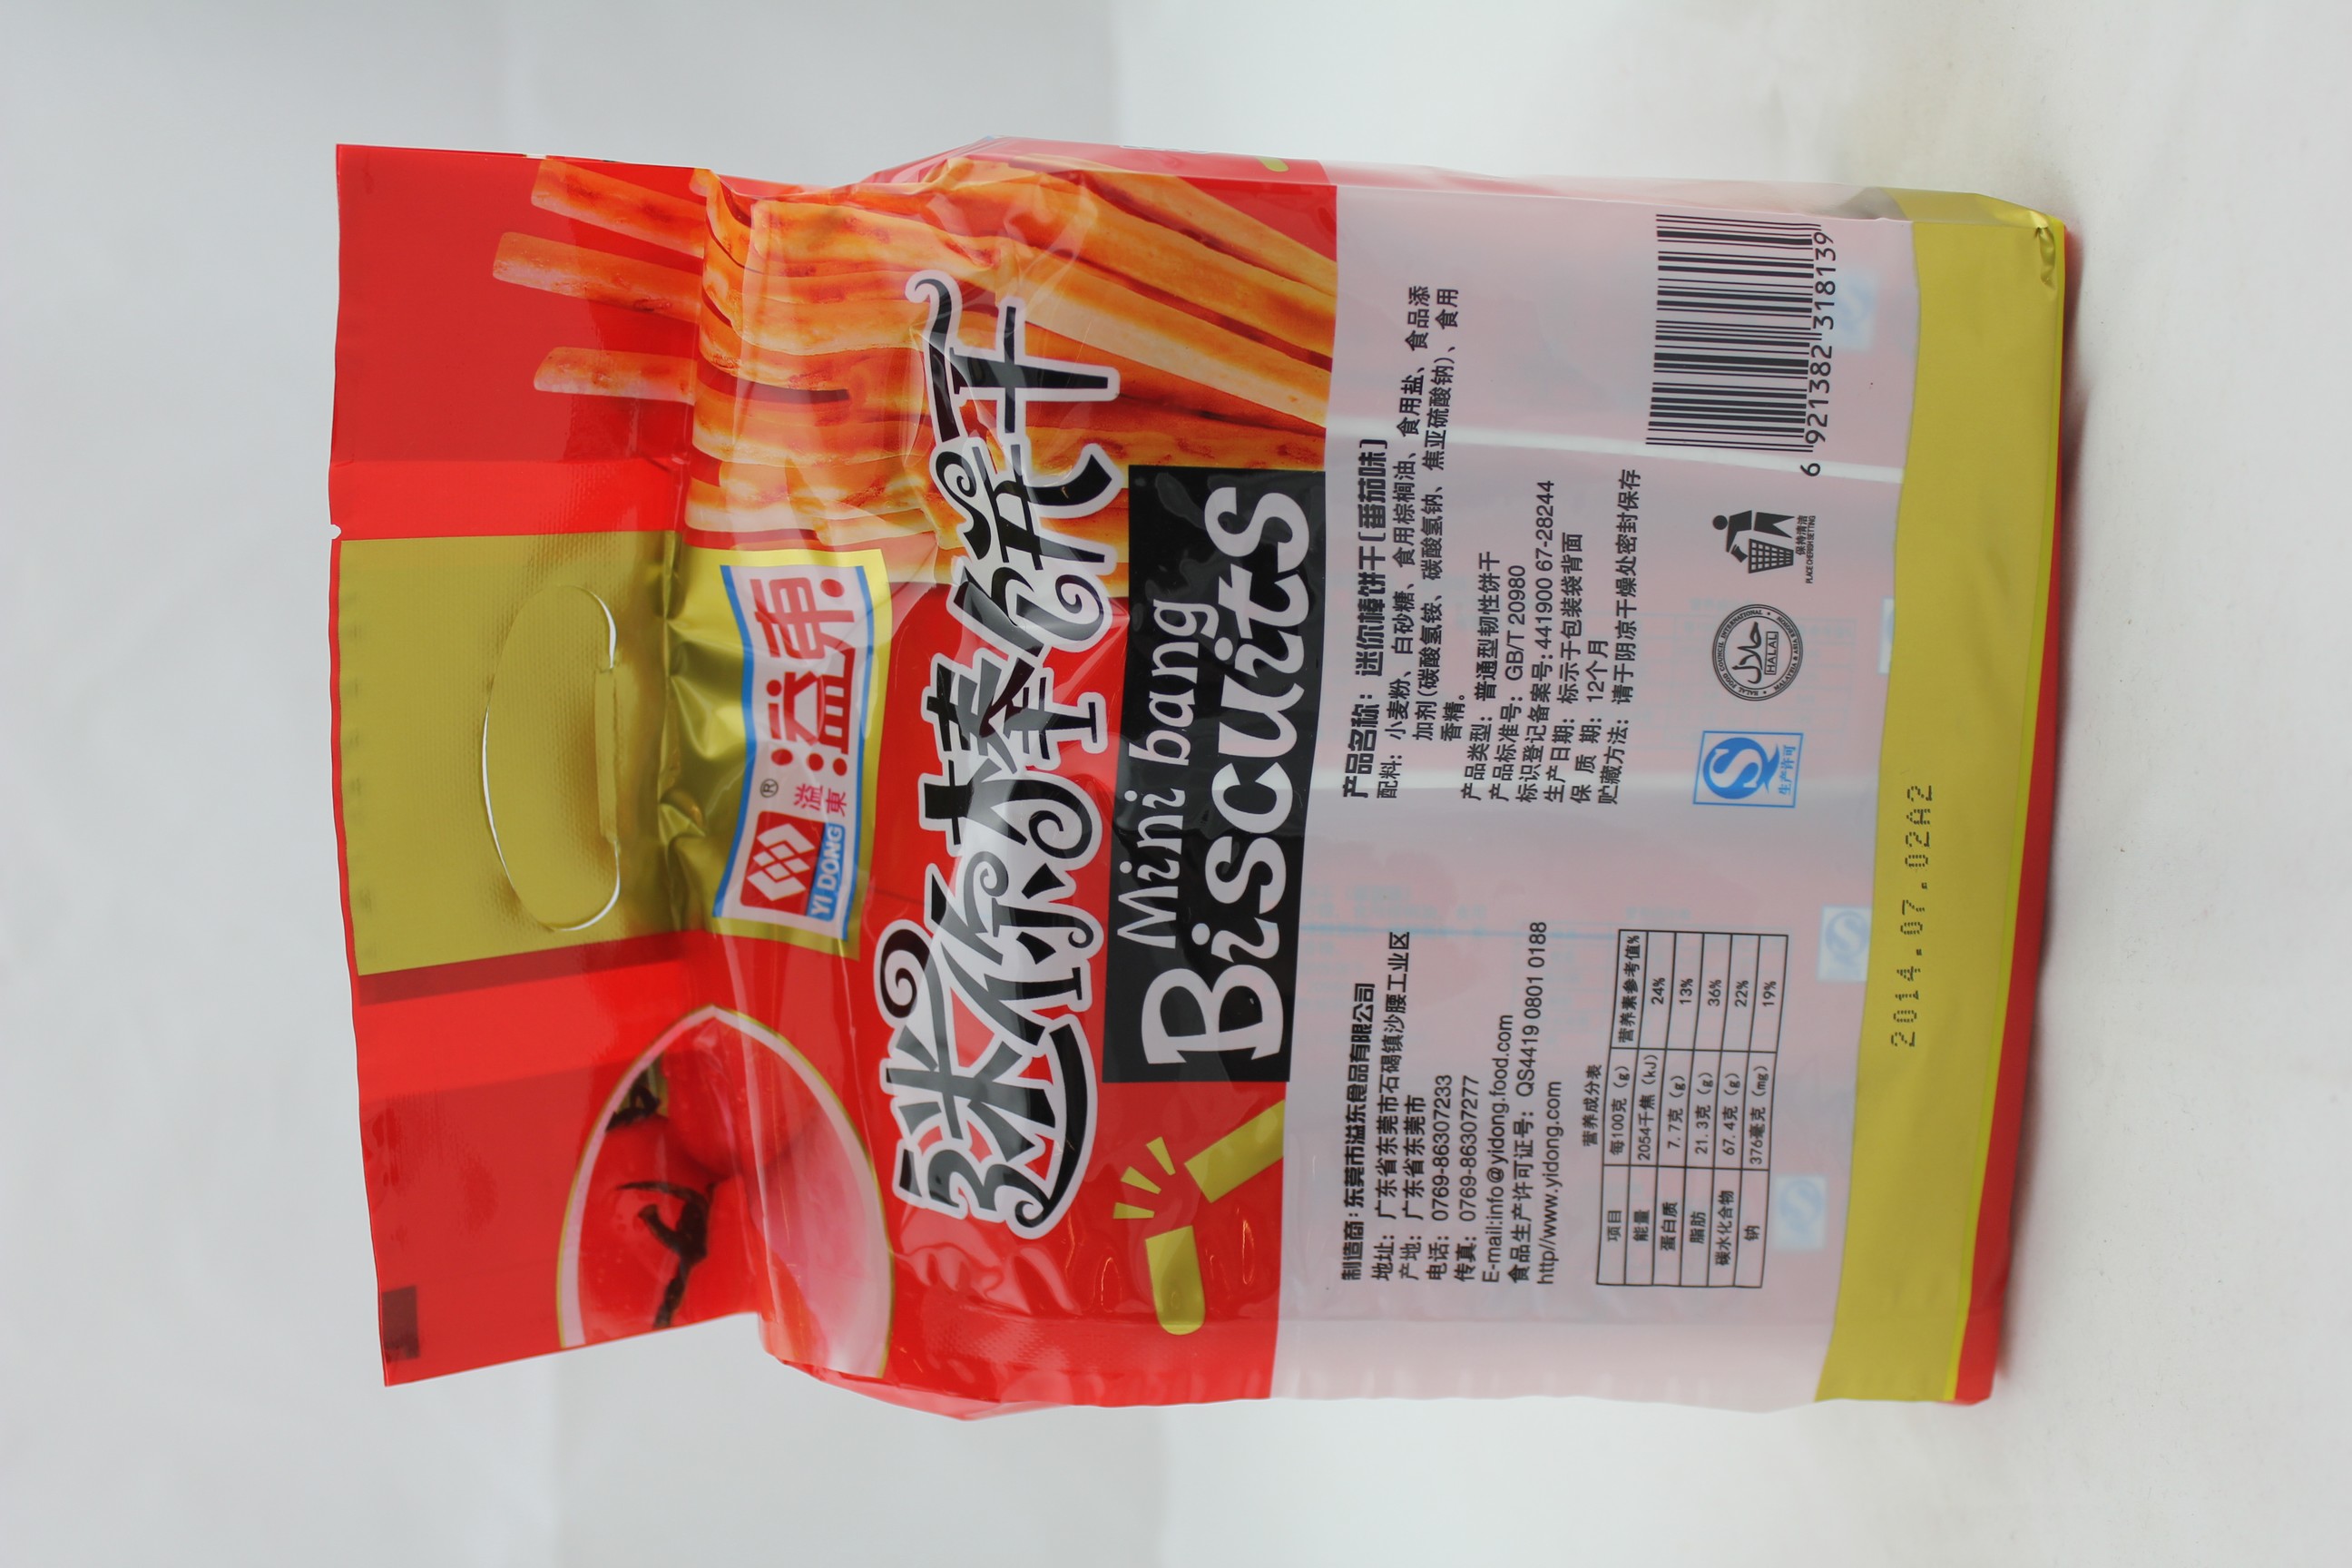 ®
溢東
YI DONG
溢东
迷你棒饼干
Mini bang
Biscuits
制造商:东莞市溢东食品有限公司
地址: 广东省东莞市石碣镇沙腰工业区
产地: 广东省东莞市
电话: 0769-86307233
传真: 0769-86307277
E-mail:info@yidong.food.com
食品生产许可证号: QS4419 0801 0188
http//www.yidong.com
营养成分表
项目 每100克 (g) 营养素参考值%
能量 2054千焦 (kJ) 24%
蛋白质 7.7克 (g) 13%
脂肪 21.3克 (g) 36%
碳水化合物 67.4克 (g) 22%
钠 376毫克 (mg) 19%
产品名称: 迷你棒饼干(番茄味)
配料: 小麦粉、白砂糖、食用棕榈油、食用盐、食品添
加剂(碳酸氢铵、碳酸氢钠、焦亚硫酸钠)、食用
香精。
产品类型: 普通型韧性饼干
产品标准号: GB/T 20980
标识登记备案号:441900 67-28244
生产日期: 标示于包装袋背面
保 质 期: 12个月
贮藏方法: 请于阴凉干燥处密封保存
生产许可
حلال
HALAL
保持清洁
6 921382 318139
2014.07.02A2